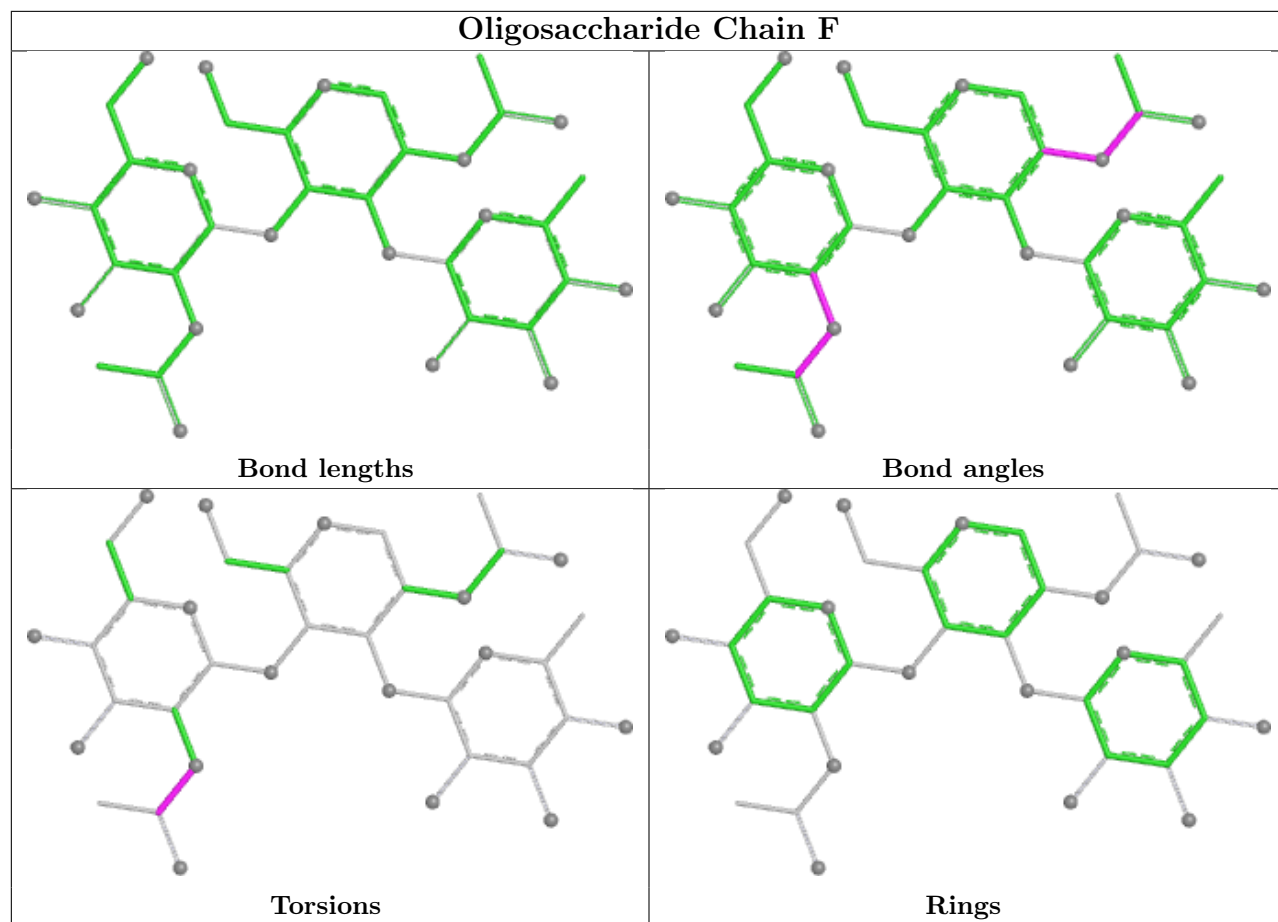 Oligosaccharide Chain F
Bond lengths
Bond angles
Torsions
Rings